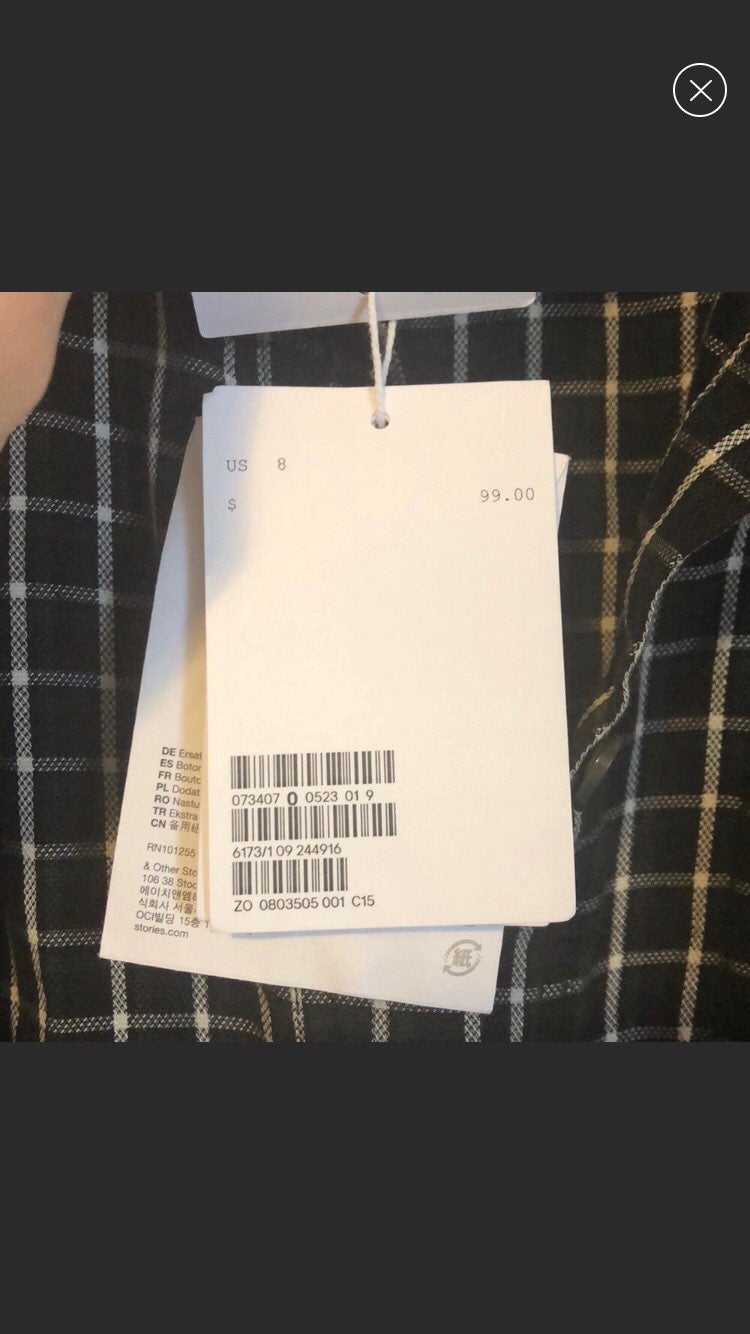 US 8
$ 99.00
073407 0 0523 01 9
6173/1 09 244916
ZO 0803505 001 C15
DE Ersat
ES Boton
FR Bouto
PL Dodat
RO Nastu
TR Ekstra
CN 备用纽
RN101255
& Other Sto
106 38 Stoc
에이치앤엠
식회사 서울
OCI빌딩 15층 1
stories.com
紙